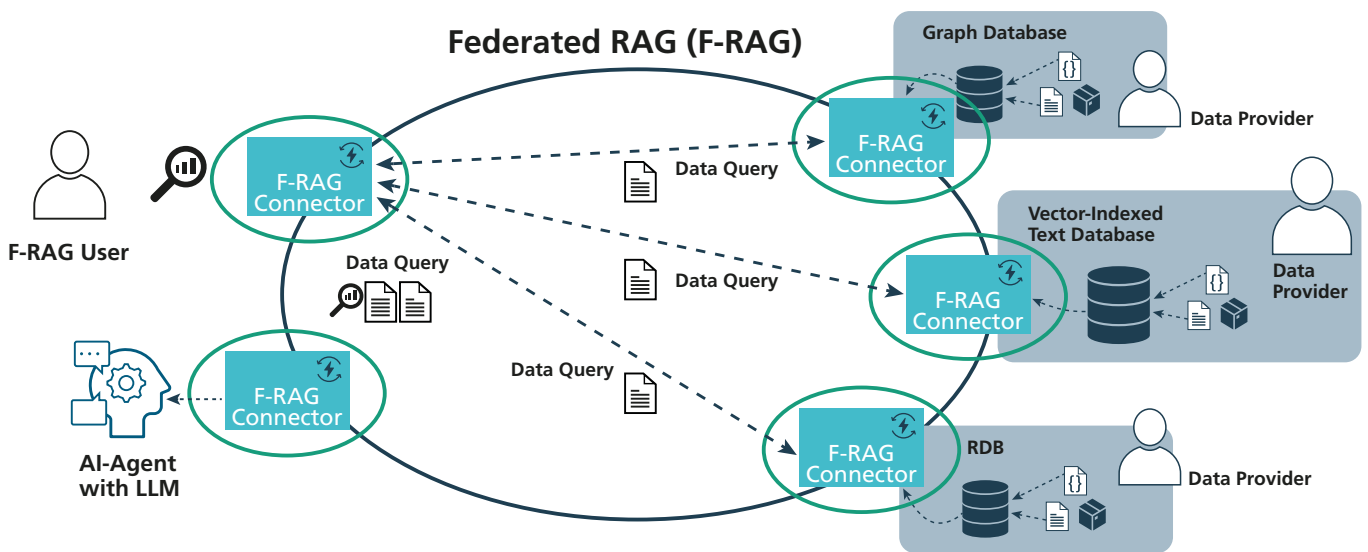 Federated RAG (F-RAG)
Graph Database
{}
Data Provider
F-RAG
Connector
F-RAG
Connector
Data Query
F-RAG User
Vector-Indexed
Text Database
{}
Data
Provider
F-RAG
Connector
Data Query
Data Query
F-RAG
Connector
Data Query
AI-Agent
with LLM
F-RAG
Connector
RDB
{}
Data Provider